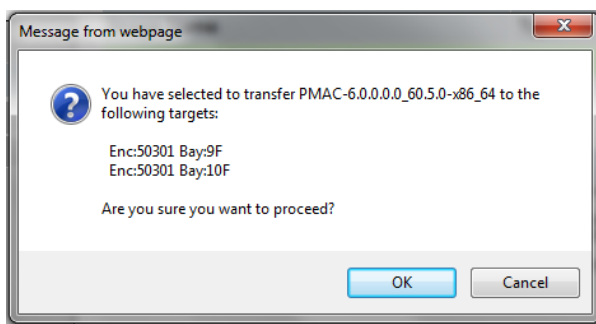 Message from webpage
You have selected to transfer PMAC-6.0.0.0.0_60.5.0-x86_64 to the
following targets:
Enc:50301 Bay:9F
Enc:50301 Bay:10F
Are you sure you want to proceed?
OK
Cancel